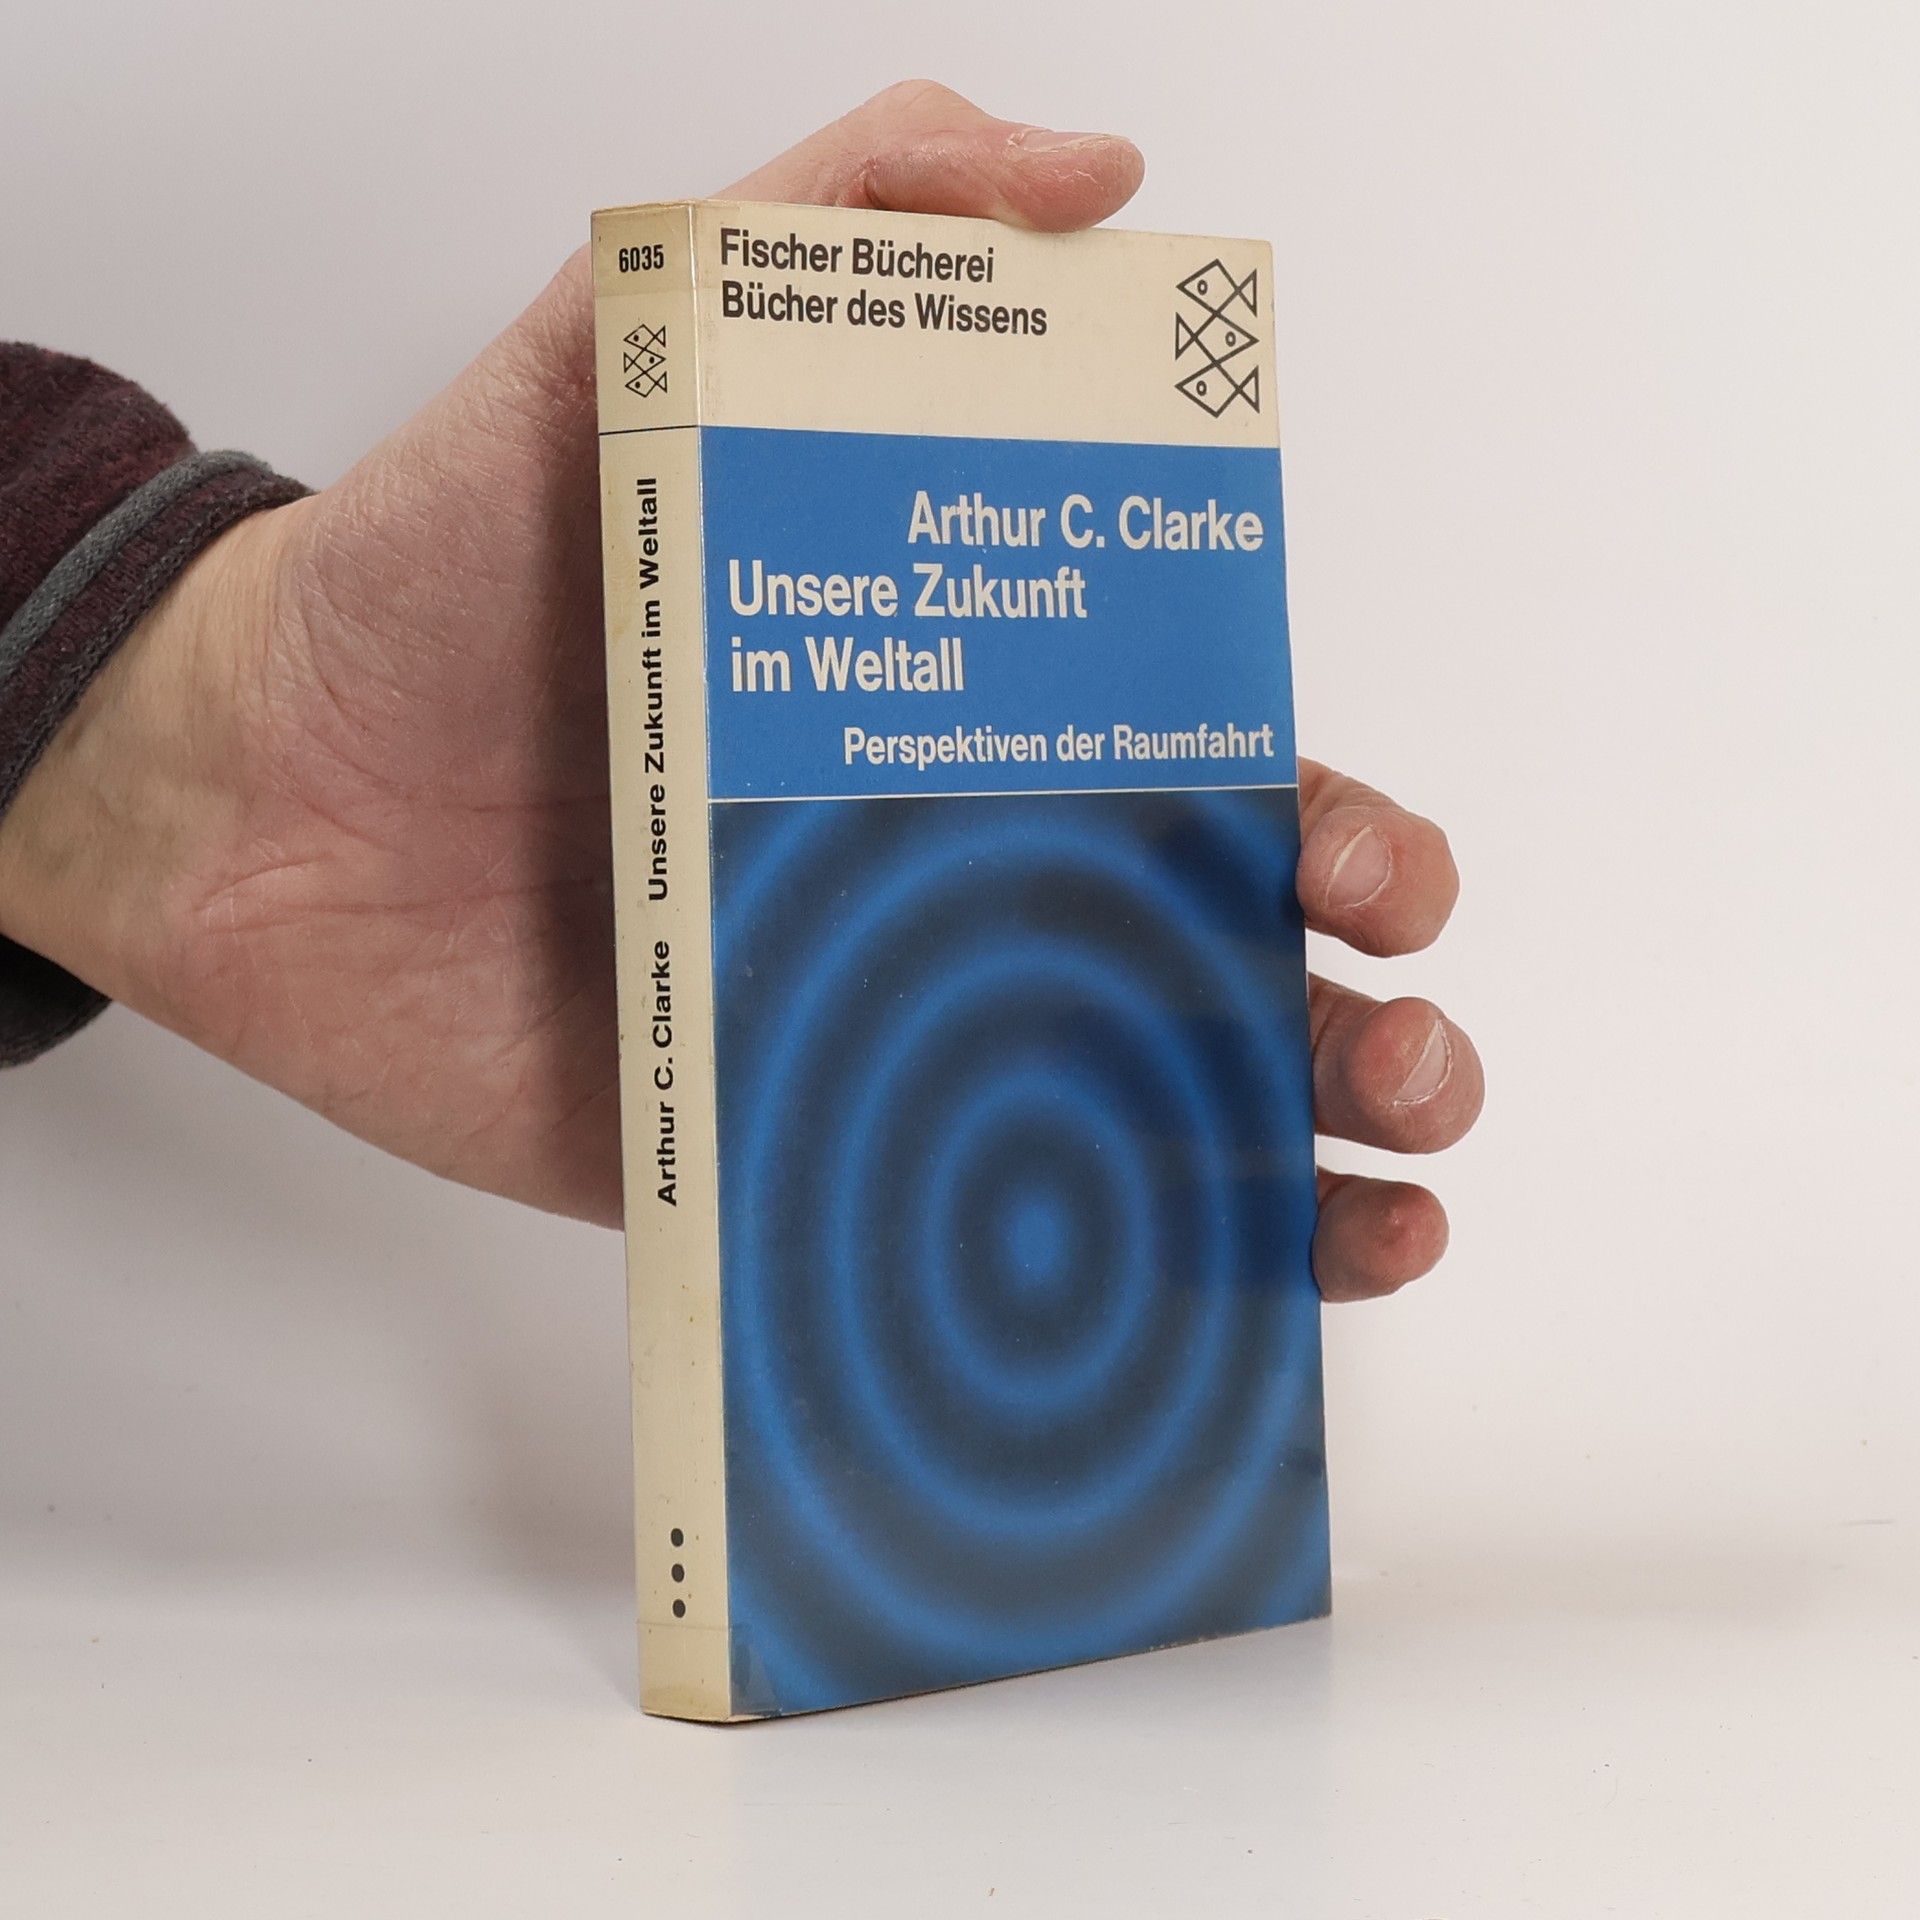 6035
Arthur C. Clarke Unsere Zukunft im Weltall
Fischer Bücherei
Bücher des Wissens
Arthur C. Clarke
Unsere Zukunft
im Weltall
Perspektiven der Raumfahrt